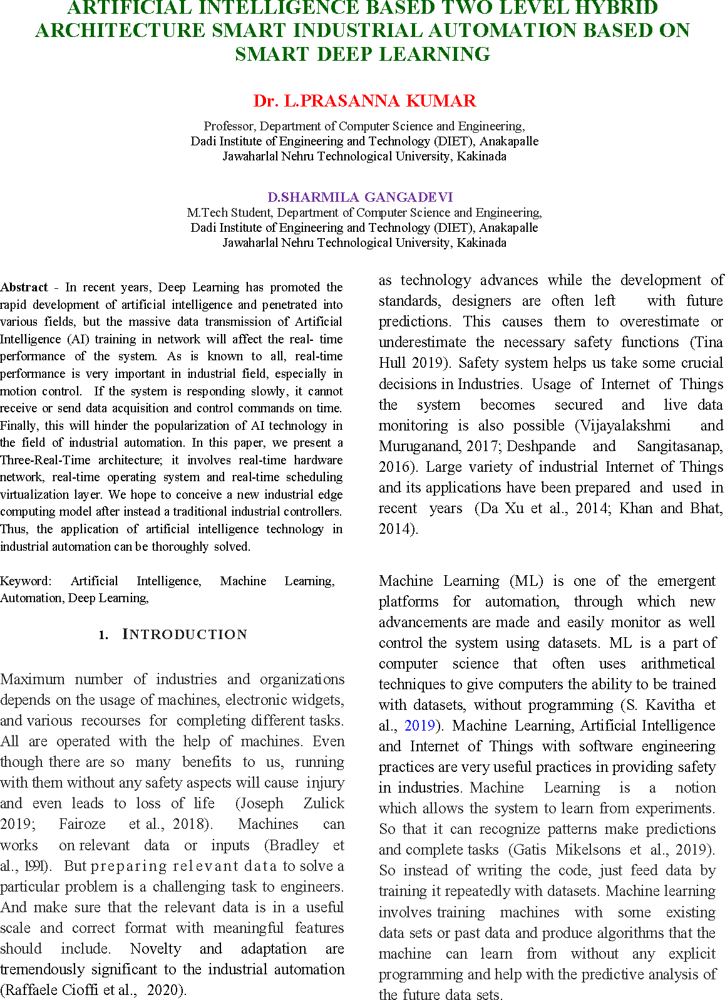 ARTIFICIAL INTELLIGENCE BASED TWO LEVEL HYBRID
ARCHITECTURE SMART INDUSTRIAL AUTOMATION BASED ON
SMART DEEP LEARNING
Dr. L.PRASANNA KUMAR
Professor, Department of Computer Science and Engineering,
Dadi Institute of Engineering and Technology (DIET), Anakapalle
Jawaharlal Nehru Technological University, Kakinada
D.SHARMILA GANGADEVI
M.Tech Student, Department of Computer Science and Engineering,
Dadi Institute of Engineering and Technology (DIET), Anakapalle
Jawaharlal Nehru Technological University, Kakinada
Abstract - In recent years, Deep Learning has promoted the
rapid development of artificial intelligence and penetrated into
various fields, but the massive data transmission of Artificial
Intelligence (AI) training in network will affect the real- time
performance of the system. As is known to all, real-time
performance is very important in industrial field, especially in
motion control. If the system is responding slowly, it cannot
receive or send data acquisition and control commands on time.
Finally, this will hinder the popularization of AI technology in
the field of industrial automation. In this paper, we present a
Three-Real-Time architecture; it involves real-time hardware
network, real-time operating system and real-time scheduling
virtualization layer. We hope to conceive a new industrial edge
computing model after instead a traditional industrial controllers.
Thus, the application of artificial intelligence technology in
industrial automation can be thoroughly solved.
Keyword: Artificial Intelligence, Machine Learning,
Automation, Deep Learning,
1. INTRODUCTION
Maximum number of industries and organizations
depends on the usage of machines, electronic widgets,
and various recourses for completing different tasks.
All are operated with the help of machines. Even
though there are so many benefits to us, running
with them without any safety aspects will cause injury
and even leads to loss of life (Joseph Zulick
2019; Fairoze et al., 2018). Machines can
works on relevant data or inputs (Bradley et
al., 1991). But preparing relevant data to solve a
particular problem is a challenging task to engineers.
And make sure that the relevant data is in a useful
scale and correct format with meaningful features
should include. Novelty and adaptation are
tremendously significant to the industrial automation
(Raffaele Cioffi et al., 2020).
as technology advances while the development of
standards, designers are often left with future
predictions. This causes them to overestimate or
underestimate the necessary safety functions (Tina
Hull 2019). Safety system helps us take some crucial
decisions in Industries. Usage of Internet of Things
the system becomes secured and live data
monitoring is also possible (Vijayalakshmi and
Muruganand, 2017; Deshpande and Sangitasanap,
2016). Large variety of industrial Internet of Things
and its applications have been prepared and used in
recent years (Da Xu et al., 2014; Khan and Bhat,
2014).
Machine Learning (ML) is one of the emergent
platforms for automation, through which new
advancements are made and easily monitor as well
control the system using datasets. ML is a part of
computer science that often uses arithmetical
techniques to give computers the ability to be trained
with datasets, without programming (S. Kavitha et
al., 2019). Machine Learning, Artificial Intelligence
and Internet of Things with software engineering
practices are very useful practices in providing safety
in industries. Machine Learning is a notion
which allows the system to learn from experiments.
So that it can recognize patterns make predictions
and complete tasks (Gatis Mikelsons et al., 2019).
So instead of writing the code, just feed data by
training it repeatedly with datasets. Machine learning
involves training machines with some existing
data sets or past data and produce algorithms that the
machine can learn from without any explicit
programming and help with the predictive analysis of
the future data sets.